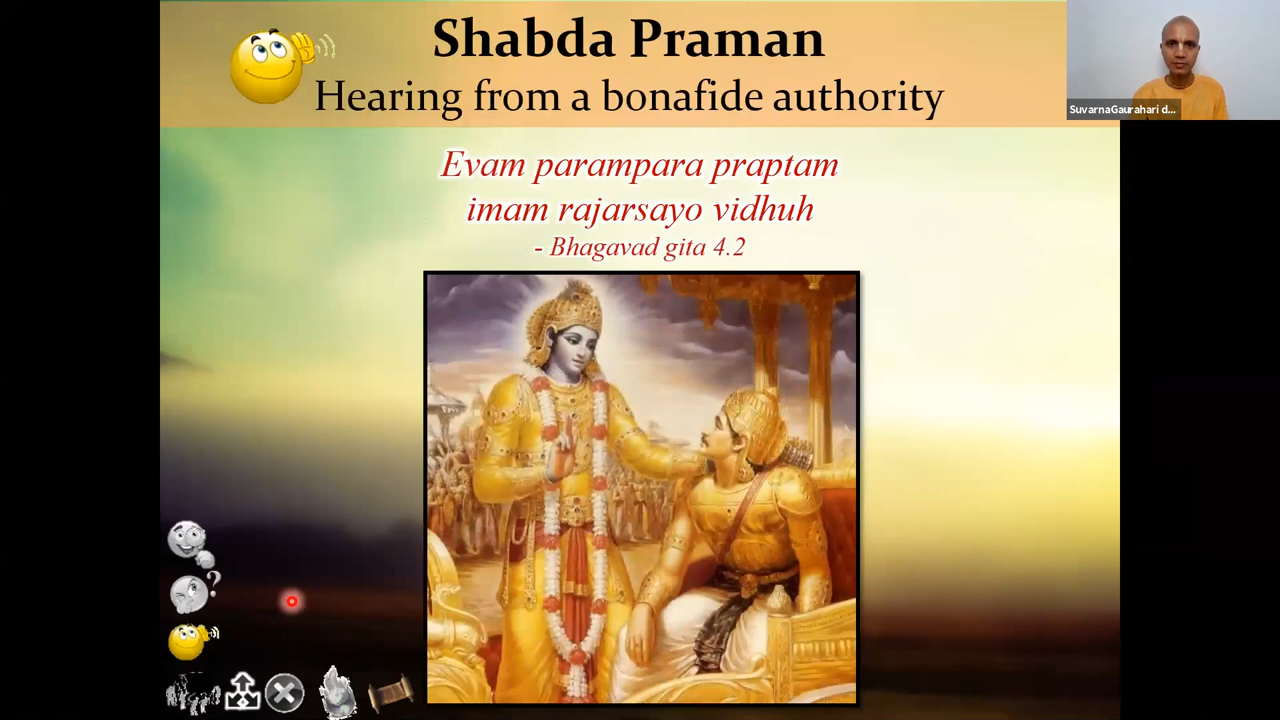 Shabda Praman
Hearing from a bonafide authority
SuvarnaGaurahari d...
Evam parampara praptam
imam rajarsayo vidhuh
- Bhagavad gita 4.2
?